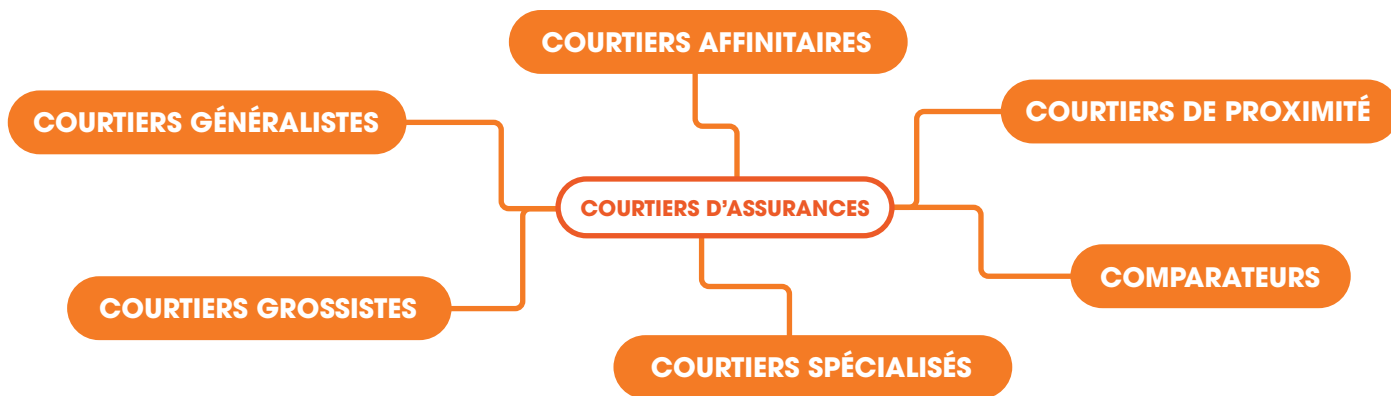 COURTIERS AFFINITAIRES
COURTIERS GÉNÉRALISTES
COURTIERS DE PROXIMITÉ
COURTIERS D’ASSURANCES
COMPARATEURS
COURTIERS GROSSISTES
COURTIERS SPÉCIALISÉS